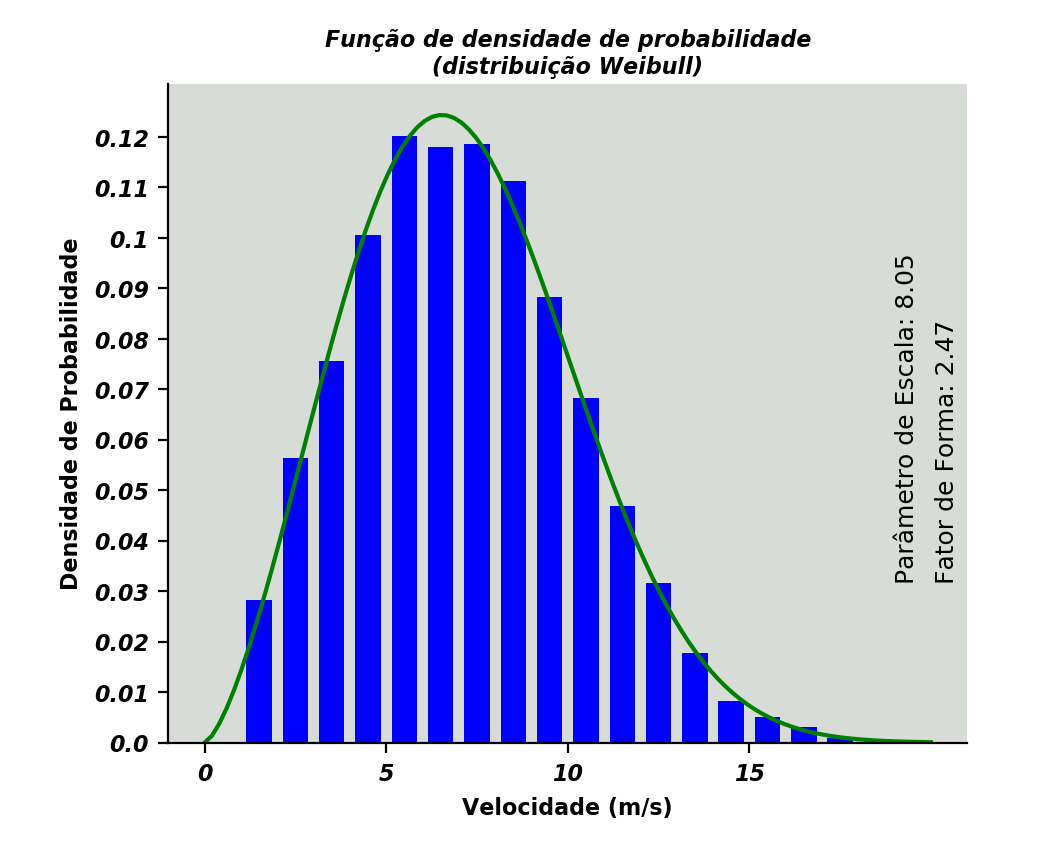 Função de densidade de probabilidade
(distribuição Weibull)
Densidade de Probabilidade
0.12
0.11
0.1
0.09
0.08
0.07
0.06
0.05
0.04
0.03
0.02
0.01
0.0
0 5 10 15
Velocidade (m/s)
Parâmetro de Escala: 8.05
Fator de Forma: 2.47